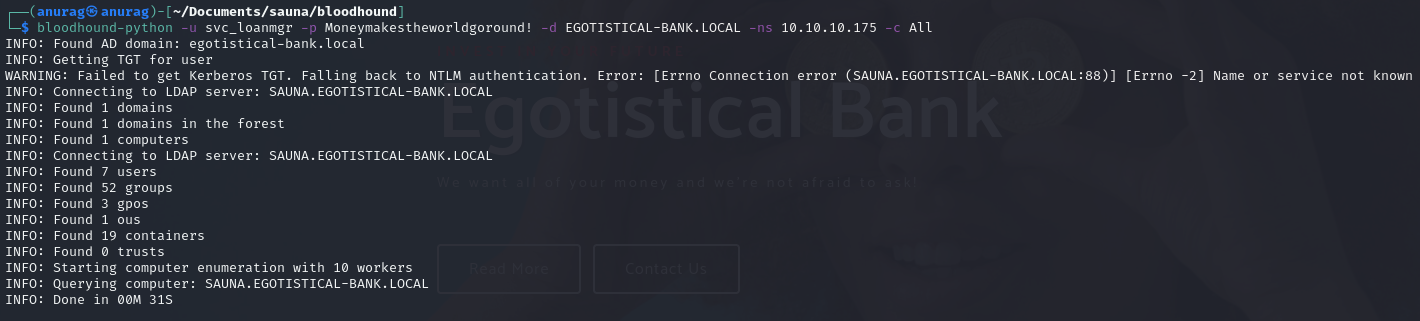 ┌──(anurag㉿anurag)-[~/Documents/sauna/bloodhound]
└─$ bloodhound-python -u svc_loanmgr -p Moneymakestheworldgoround! -d EGOTISTICAL-BANK.LOCAL -ns 10.10.10.175 -c All
INFO: Found AD domain: egotistical-bank.local
INFO: Getting TGT for user
WARNING: Failed to get Kerberos TGT. Falling back to NTLM authentication. Error: [Errno Connection error (SAUNA.EGOTISTICAL-BANK.LOCAL:88)] [Errno -2] Name or service not known
INFO: Connecting to LDAP server: SAUNA.EGOTISTICAL-BANK.LOCAL
INFO: Found 1 domains
INFO: Found 1 domains in the forest
INFO: Found 1 computers
INFO: Connecting to LDAP server: SAUNA.EGOTISTICAL-BANK.LOCAL
INFO: Found 7 users
INFO: Found 52 groups
INFO: Found 3 gpos
INFO: Found 1 ous
INFO: Found 19 containers
INFO: Found 0 trusts
INFO: Starting computer enumeration with 10 workers
INFO: Querying computer: SAUNA.EGOTISTICAL-BANK.LOCAL
INFO: Done in 00M 31S
Egotistical Bank
We want all of your money and we're not afraid to ask!
Read More
Contact Us